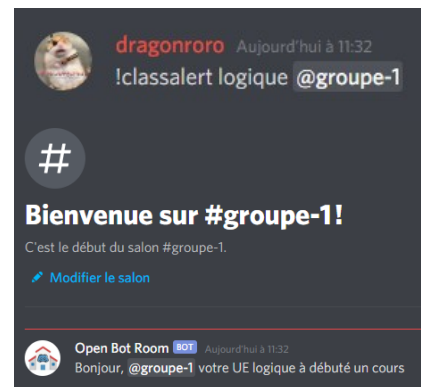 dragonroro Aujourd'hui à 11:32
!classalert logique @groupe-1
#
Bienvenue sur #groupe-1!
C'est le début du salon #groupe-1.
Modifier le salon
Open Bot Room BOT Aujourd'hui à 11:32
Bonjour, @groupe-1 votre UE logique à débuté un cours